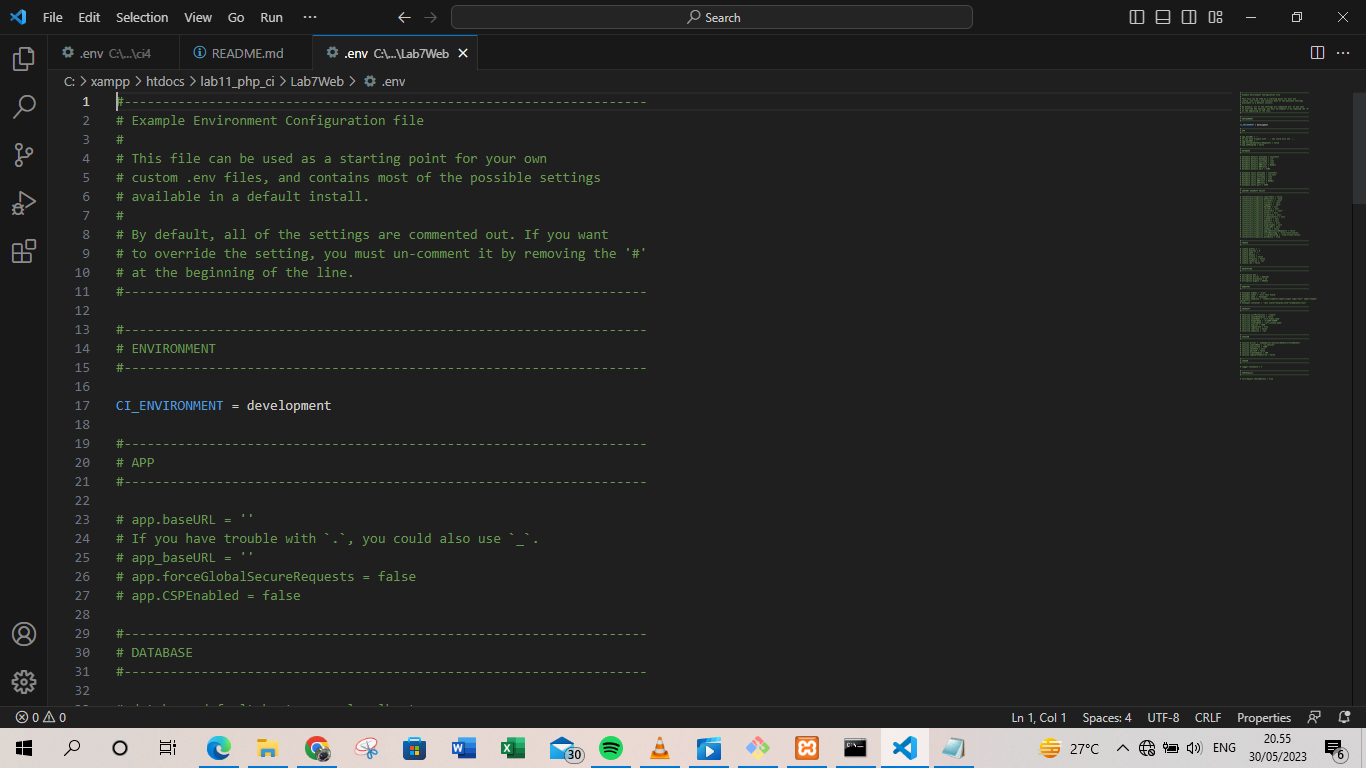 File Edit Selection View Go Run ··· Search
.env C:\...\ci4 README.md .env C:\...\Lab7Web
C: > xampp > htdocs > lab11_php_ci > Lab7Web > .env
1 #--------------------------------------------------------------------
2 # Example Environment Configuration file
3 #
4 # This file can be used as a starting point for your own
5 # custom .env files, and contains most of the possible settings
6 # available in a default install.
7 #
8 # By default, all of the settings are commented out. If you want
9 # to override the setting, you must un-comment it by removing the '#'
10 # at the beginning of the line.
11 #--------------------------------------------------------------------
12
13 #--------------------------------------------------------------------
14 # ENVIRONMENT
15 #--------------------------------------------------------------------
16
17 CI_ENVIRONMENT = development
18
19 #--------------------------------------------------------------------
20 # APP
21 #--------------------------------------------------------------------
22
23 # app.baseURL = ''
24 # If you have trouble with `.`, you could also use `_`.
25 # app_baseURL = ''
26 # app.forceGlobalSecureRequests = false
27 # app.CSPEnabled = false
28
29 #--------------------------------------------------------------------
30 # DATABASE
31 #--------------------------------------------------------------------
32
0 0 Ln 1, Col 1 Spaces: 4 UTF-8 CRLF Properties
30 27°C ENG 20.55
30/05/2023 6